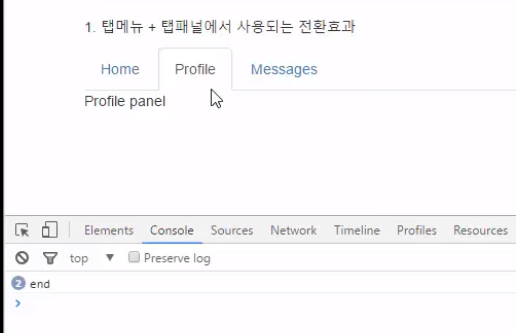 1. 탭메뉴 + 탭패널에서 사용되는 전환효과
Home Profile Messages
Profile panel
Elements Console Sources Network Timeline Profiles Resources
top ▼ Preserve log
2 end
>